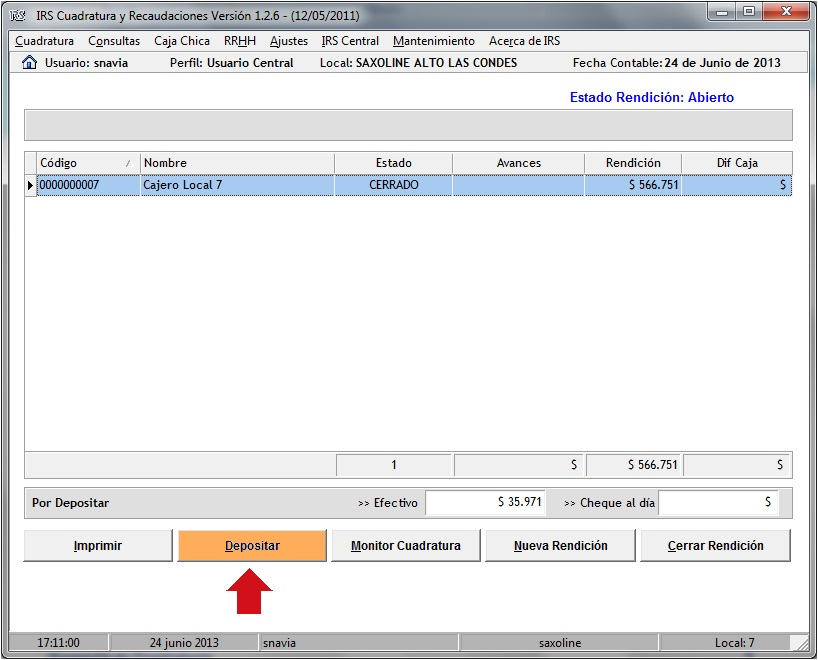 IRS IRS Cuadratura y Recaudaciones Versión 1.2.6 - (12/05/2011)
Cuadratura Consultas Caja Chica RRHH Ajustes IRS Central Mantenimiento Acerca de IRS
Usuario: snavia Perfil: Usuario Central Local: SAXOLINE ALTO LAS CONDES Fecha Contable: 24 de Junio de 2013
Estado Rendición: Abierto
Código Nombre Estado Avances Rendición Dif Caja
0000000007 Cajero Local 7 CERRADO $ 566.751 $
1 $ $ 566.751 $
Por Depositar >> Efectivo $ 35.971 >> Cheque al día $
Imprimir Depositar Monitor Cuadratura Nueva Rendición Cerrar Rendición
17:11:00 24 junio 2013 snavia saxoline Local: 7